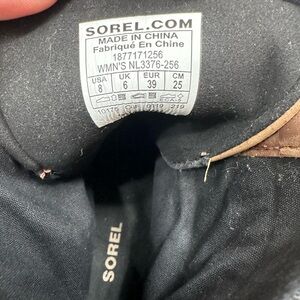 SOREL.COM
MADE IN CHINA
Fabriqué En Chine
1877171256
WMN'S NL3376-256
USA UK EUR CM
8 6 39 25
SOREL